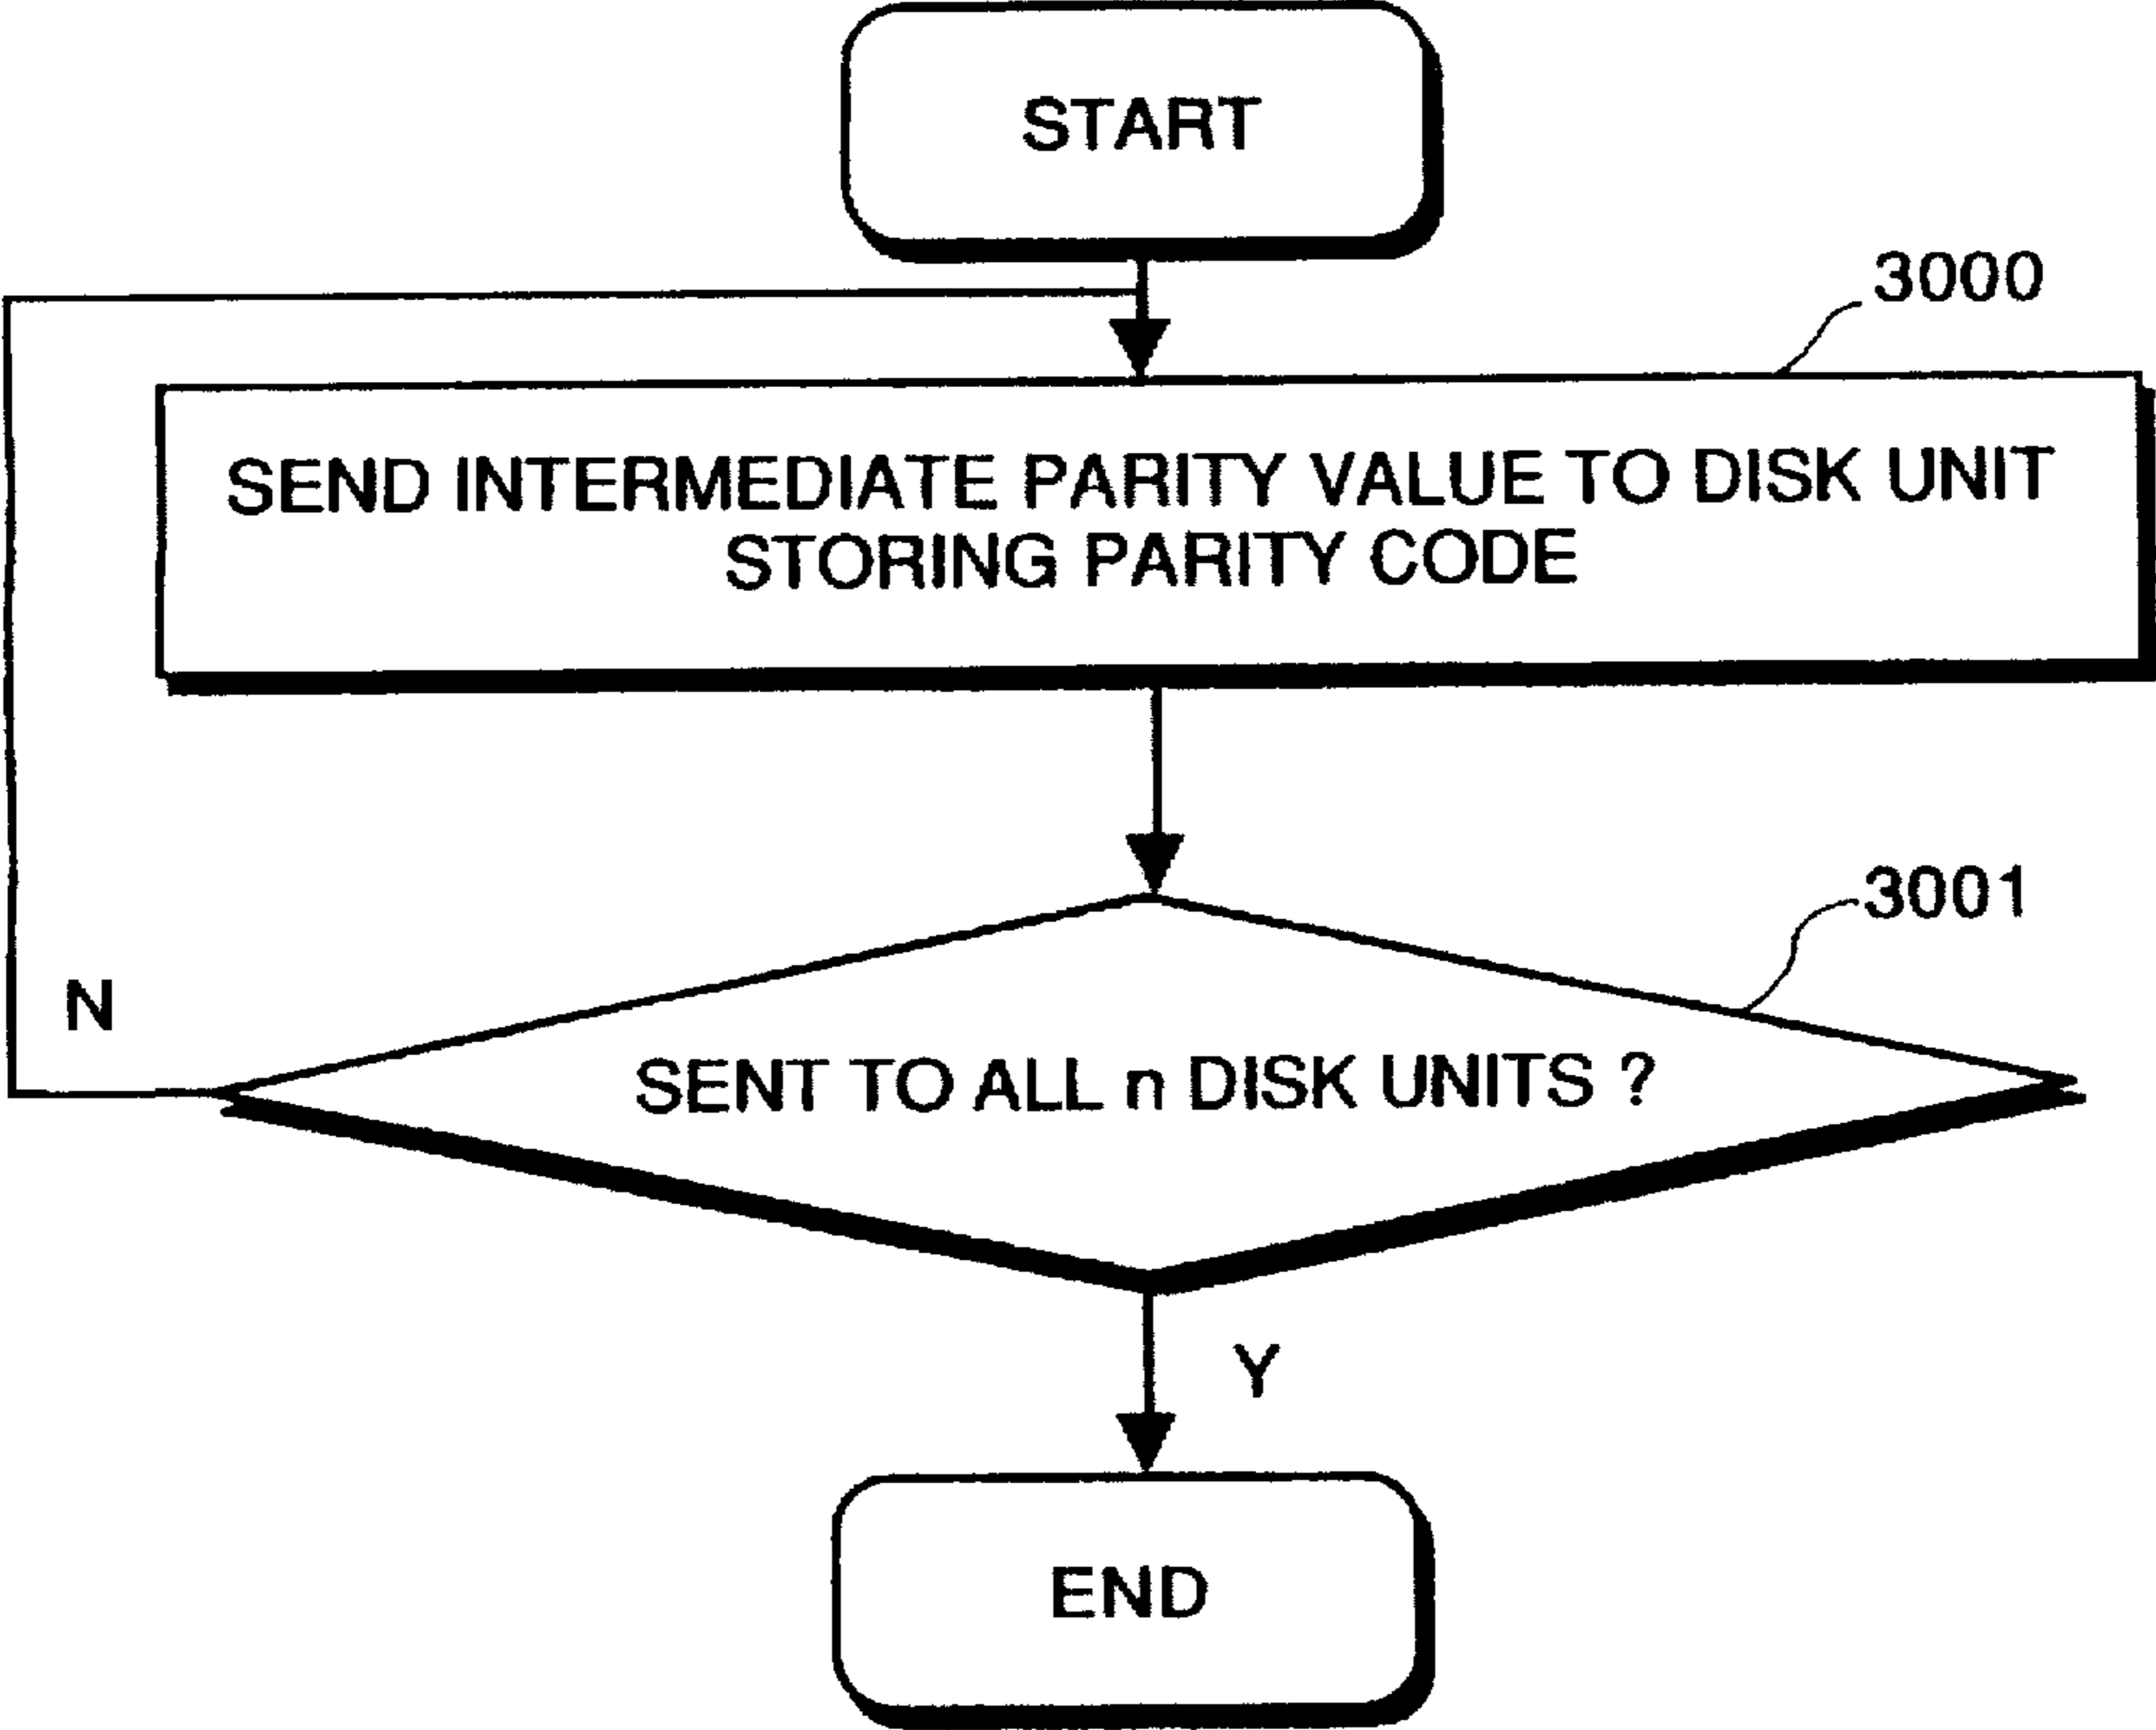 START
3000
SEND INTERMEDIATE PARITY VALUE TO DISK UNIT
STORING PARITY CODE
3001
N
SENT TO ALL n DISK UNITS ?
Y
END